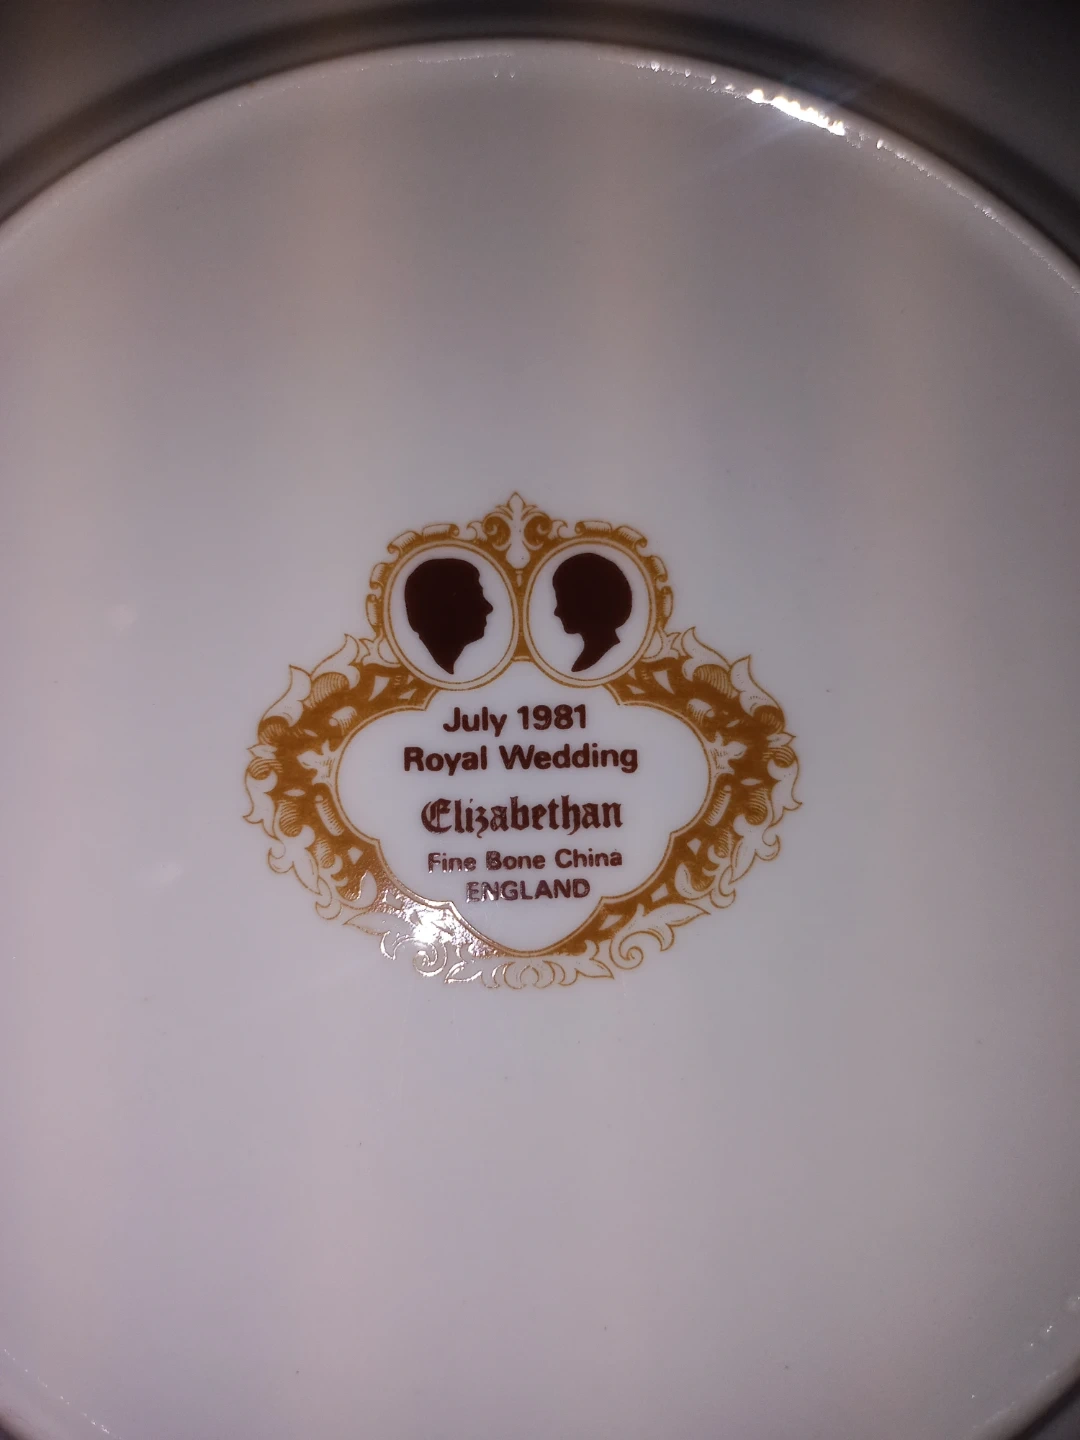 July 1981
Royal Wedding
Elizabethan
Fine Bone China
ENGLAND